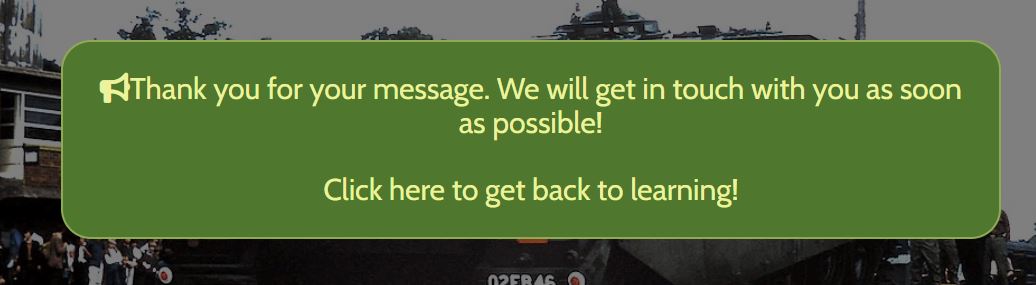 Thank you for your message. We will get in touch with you as soon
as possible!
Click here to get back to learning!
02FB46